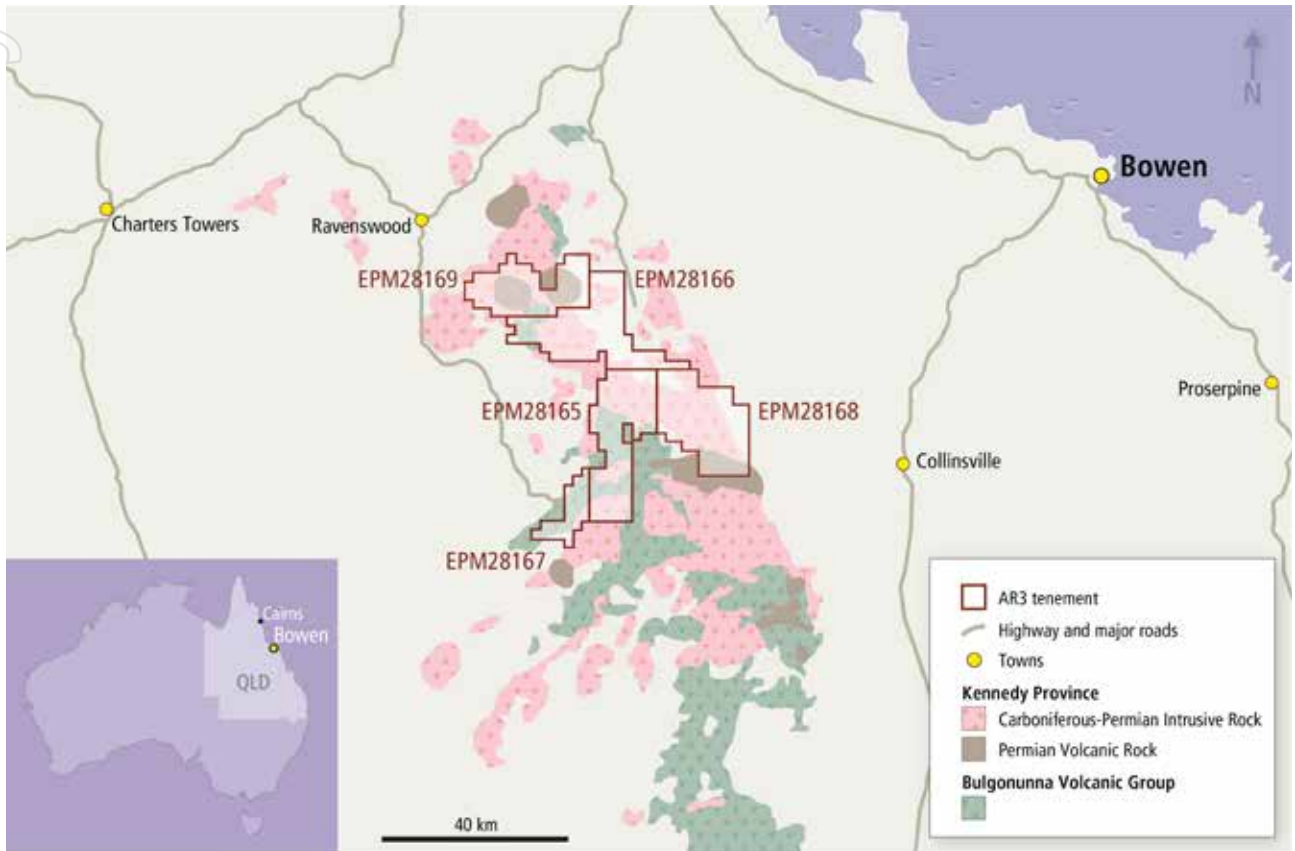 N
Bowen
Charters Towers
Ravenswood
EPM28169
EPM28166
Proserpine
EPM28165
EPM28168
Collinsville
EPM28167
Cairns
Bowen
QLD
40 km
AR3 tenement
Highway and major roads
Towns
Kennedy Province
Carboniferous-Permian Intrusive Rock
Permian Volcanic Rock
Bulgonunna Volcanic Group